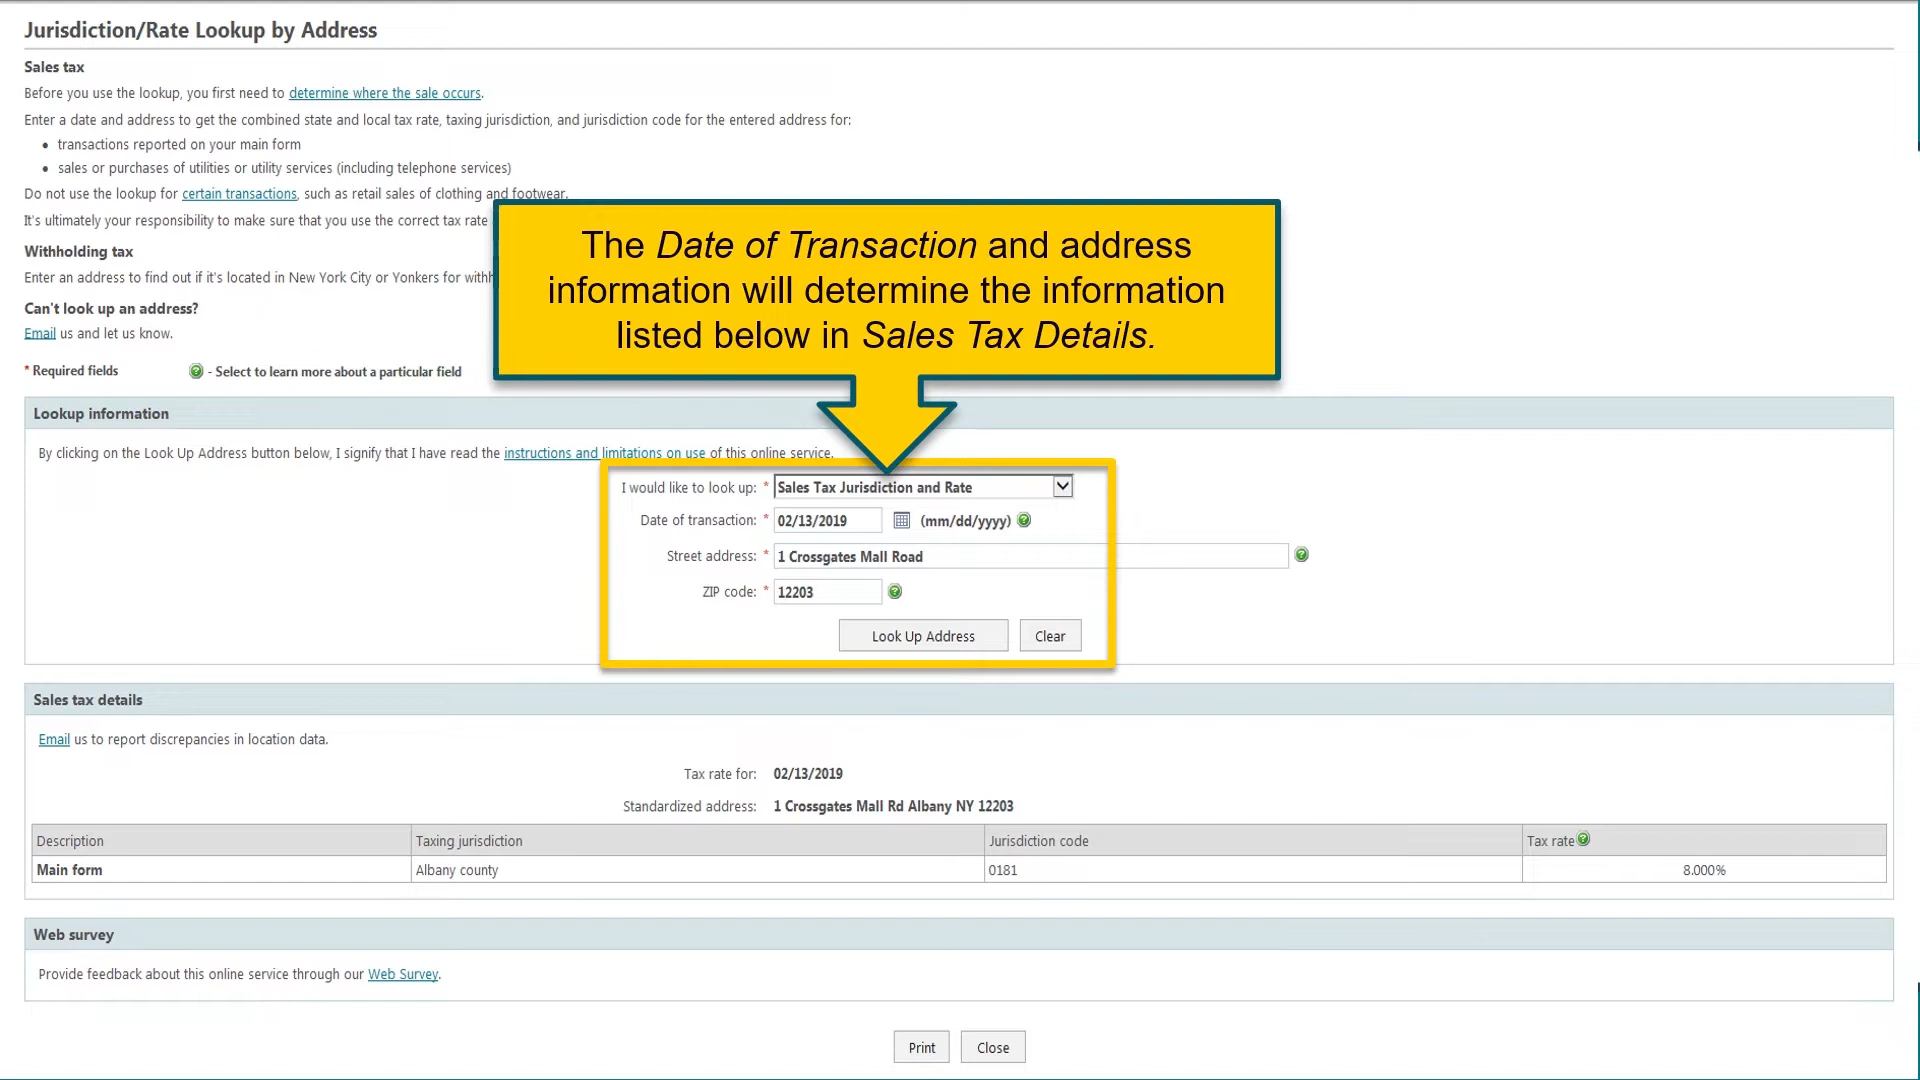 Jurisdiction/Rate Lookup by Address
Sales tax
Before you use the lookup, you first need to determine where the sale occurs.
Enter a date and address to get the combined state and local tax rate, taxing jurisdiction, and jurisdiction code for the entered address for:
• transactions reported on your main form
• sales or purchases of utilities or utility services (including telephone services)
Do not use the lookup for certain transactions, such as retail sales of clothing and footwear.
It's ultimately your responsibility to make sure that you use the correct tax rate
Withholding tax
Enter an address to find out if it's located in New York City or Yonkers for
Can't look up an address?
Email us and let us know.
* Required fields - Select to learn more about a particular field
The Date of Transaction and address
information will determine the information
listed below in Sales Tax Details.
Lookup information
By clicking on the Look Up Address button below, I signify that I have read the instructions and limitations on use of this online service.
I would like to look up: * Sales Tax Jurisdiction and Rate
Date of transaction: * 02/13/2019 (mm/dd/yyyy)
Street address: * 1 Crossgates Mall Road
ZIP code: * 12203
Look Up Address Clear
Sales tax details
Email us to report discrepancies in location data.
Tax rate for: 02/13/2019
Standardized address: 1 Crossgates Mall Rd Albany NY 12203
Description Taxing jurisdiction Jurisdiction code Tax rate
Main form Albany county 0181 8.000%
Web survey
Provide feedback about this online service through our Web Survey.
Print Close